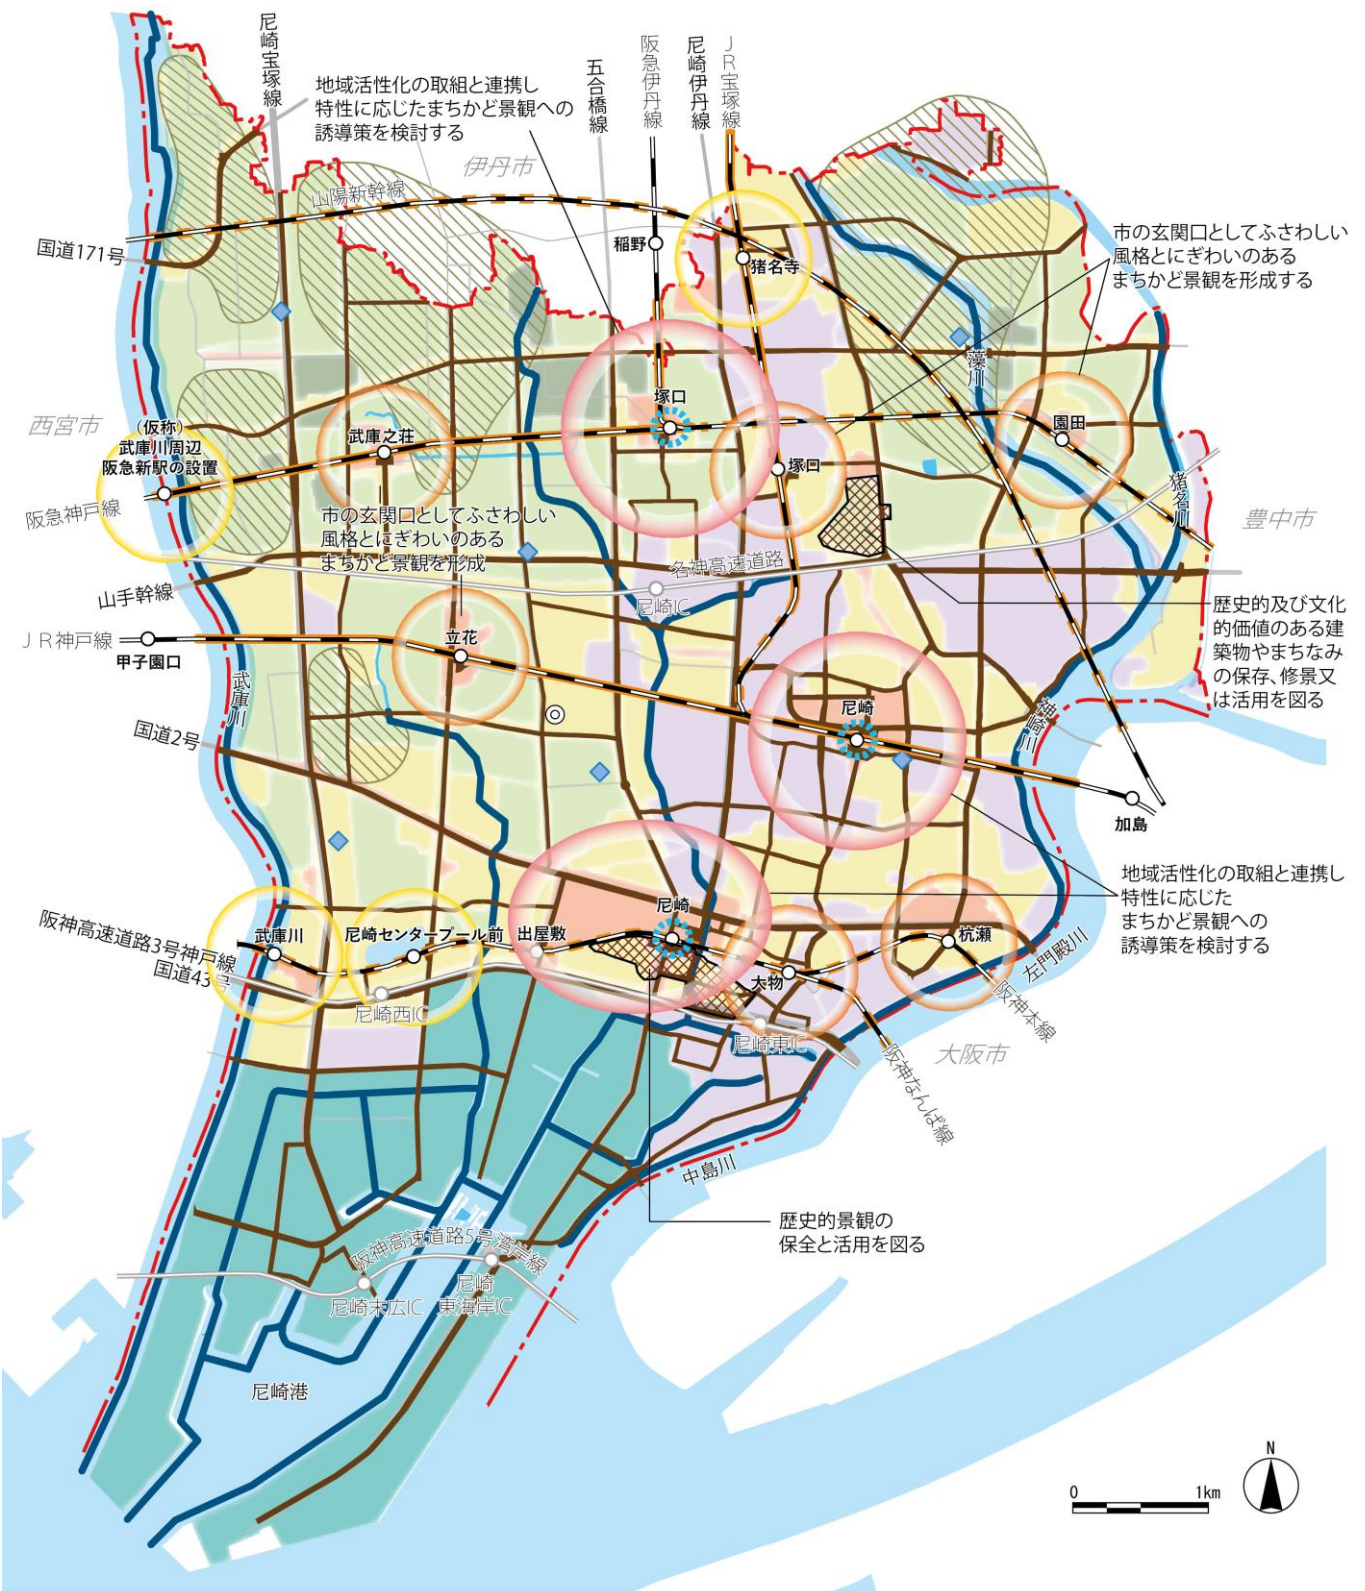 尼崎宝塚線
地域活性化の取組と連携し
特性に応じたまちかど景観への
誘導策を検討する
五合橋線
阪急伊丹線
尼崎伊丹線
JR宝塚線
伊丹市
山陽新幹線
国道171号
稲野
猪名寺
市の玄関口としてふさわしい
風格とにぎわいのある
まちかど景観を形成する
藻川
西宮市
(仮称)
武庫川周辺
阪急新駅の設置
武庫之荘
塚口
塚口
園田
猪名川
豊中市
阪急神戸線
市の玄関口としてふさわしい
風格とにぎわいのある
まちかど景観を形成
名神高速道路
尼崎IC
山手幹線
歴史的及び文化
的価値のある建
築物やまちなみ
の保存、修景又
は活用を図る
JR神戸線
甲子園口
立花
武庫川
国道2号
尼崎
神崎川
加島
地域活性化の取組と連携し
特性に応じた
まちかど景観への
誘導策を検討する
阪神高速道路3号神戸線
国道43号
武庫川
尼崎センタープール前
出屋敷
尼崎
大物
杭瀬
左門殿川
阪神本線
尼崎西IC
尼崎東IC
大阪市
阪神なんば線
中島川
歴史的景観の
保全と活用を図る
阪神高速道路5号湾岸線
尼崎末広IC
尼崎
東海岸IC
尼崎港
N
0 1km